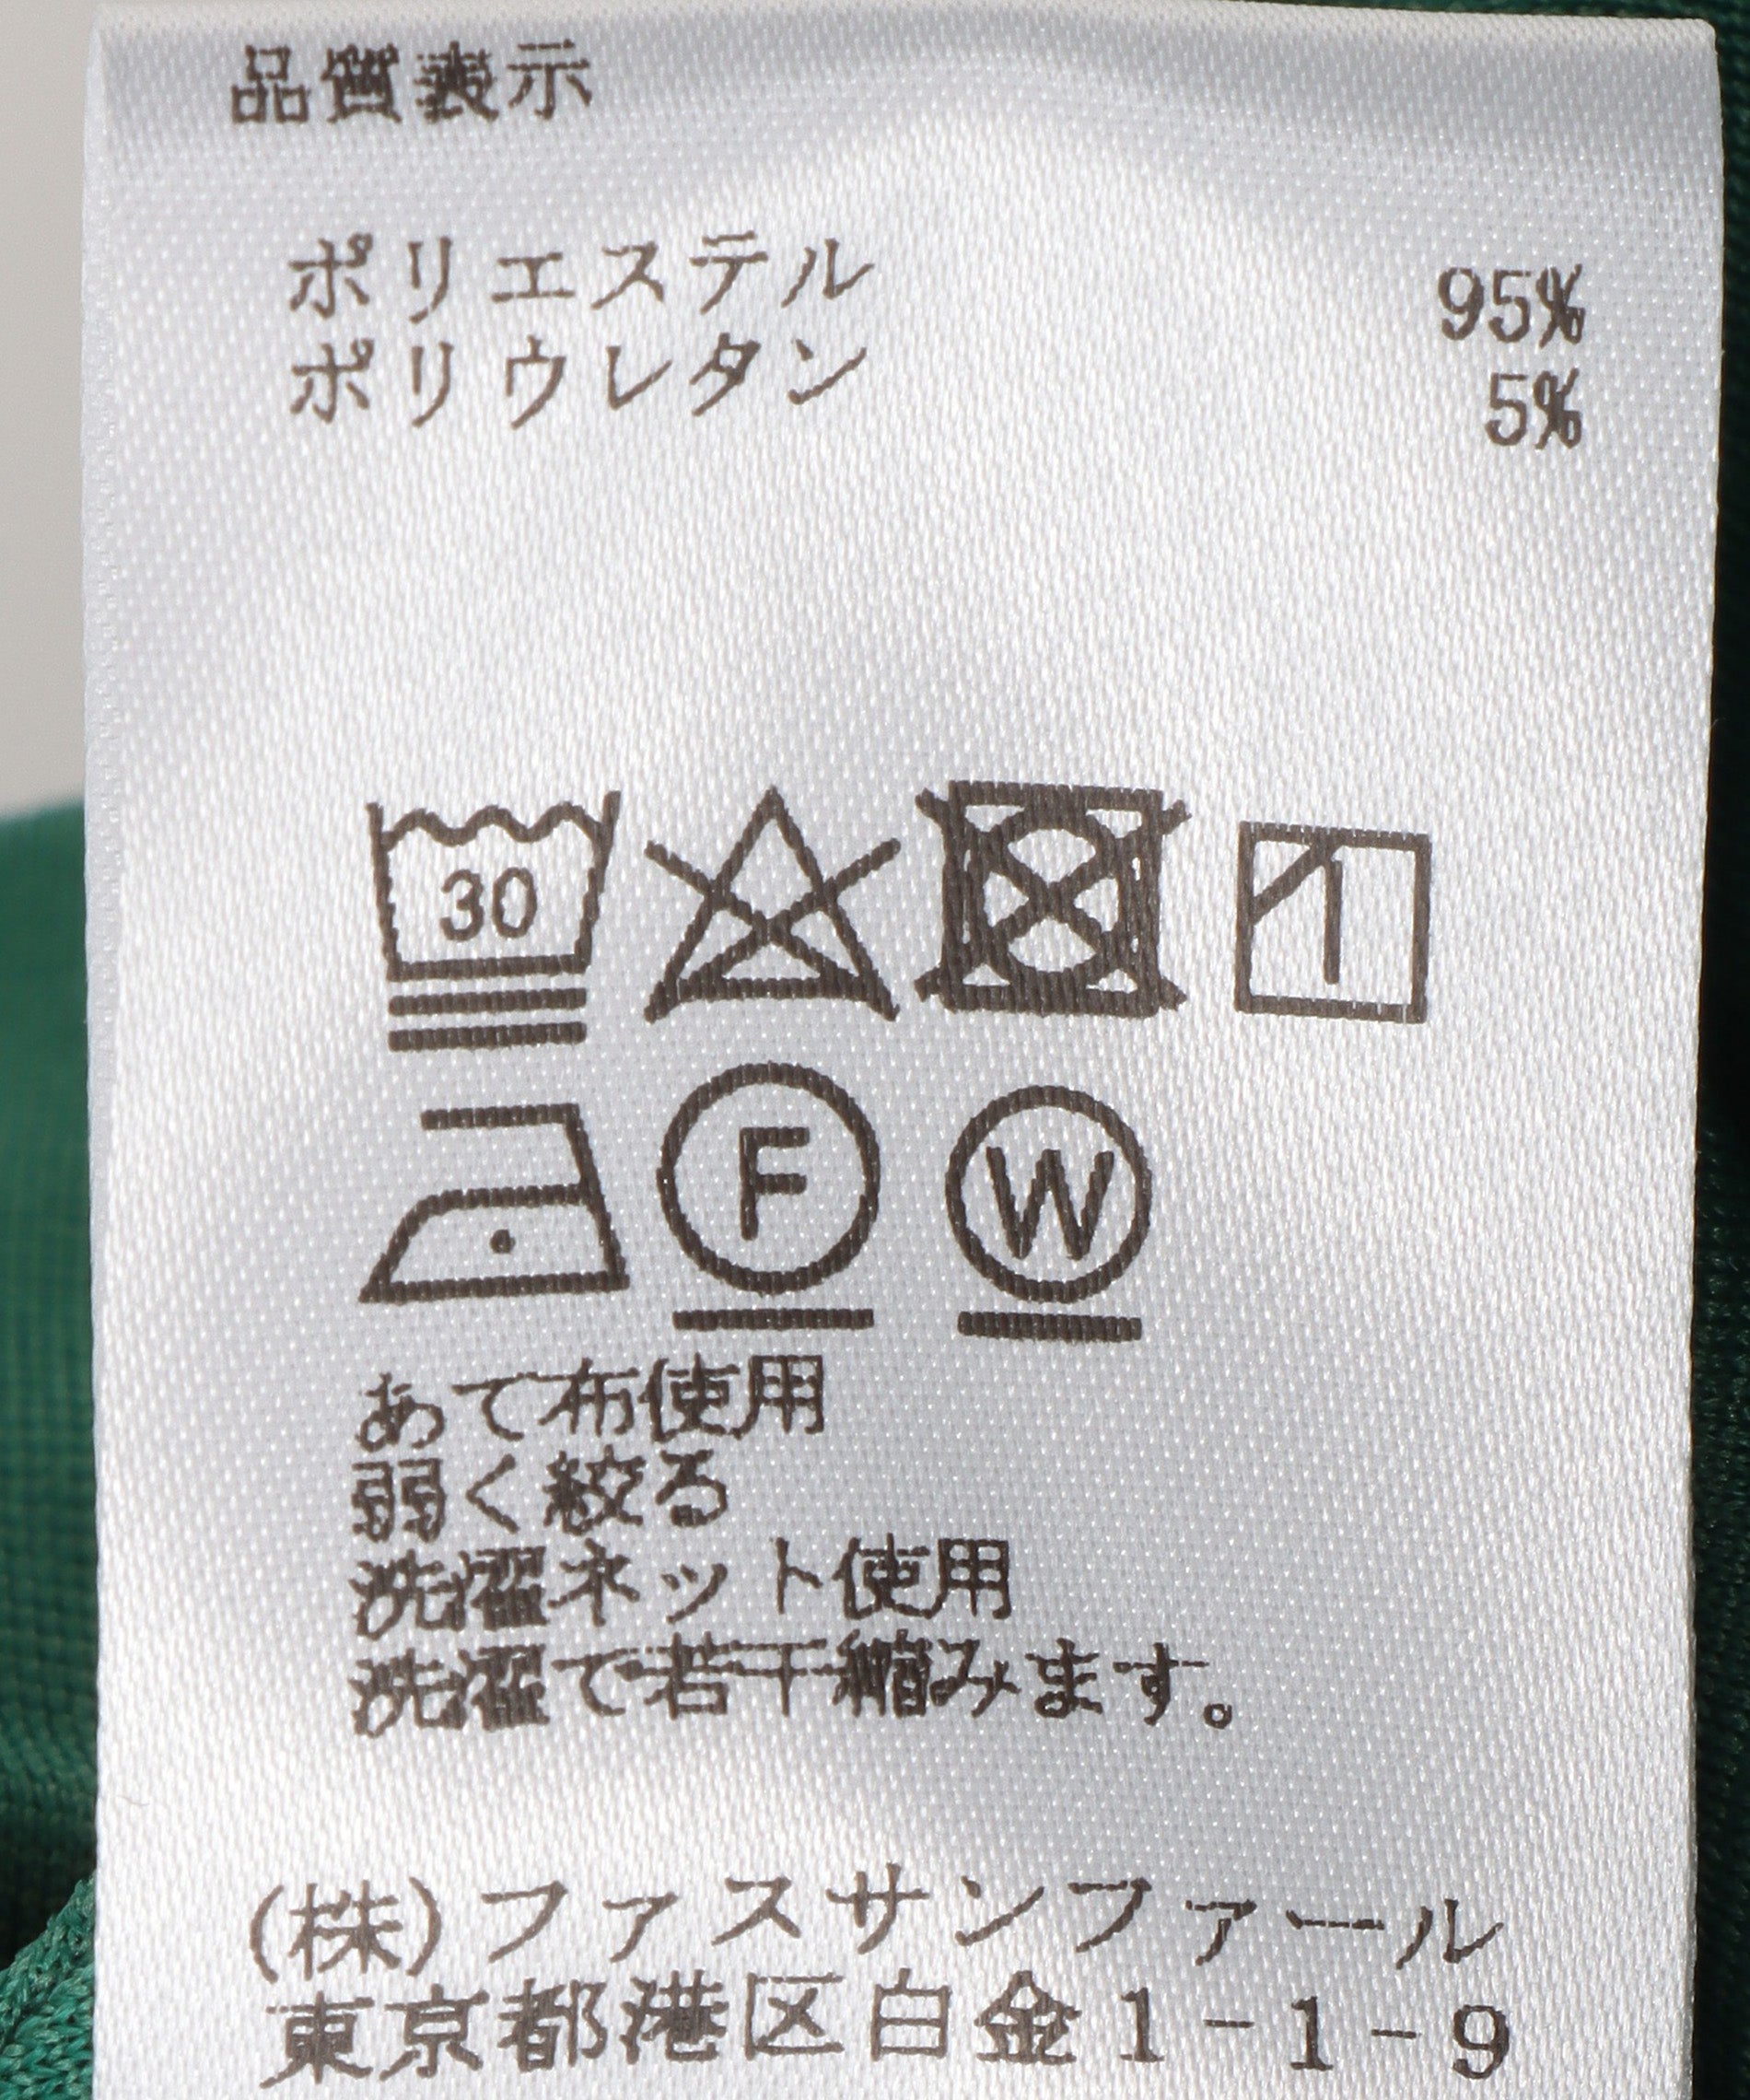 品質表示
ポリエステル 95%
ポリウレタン 5%
30
F W
あて布使用
弱く絞る
洗濯ネット使用
洗濯で若干縮みます。
(株)ファスサンファール
東京都港区白金1-1-9